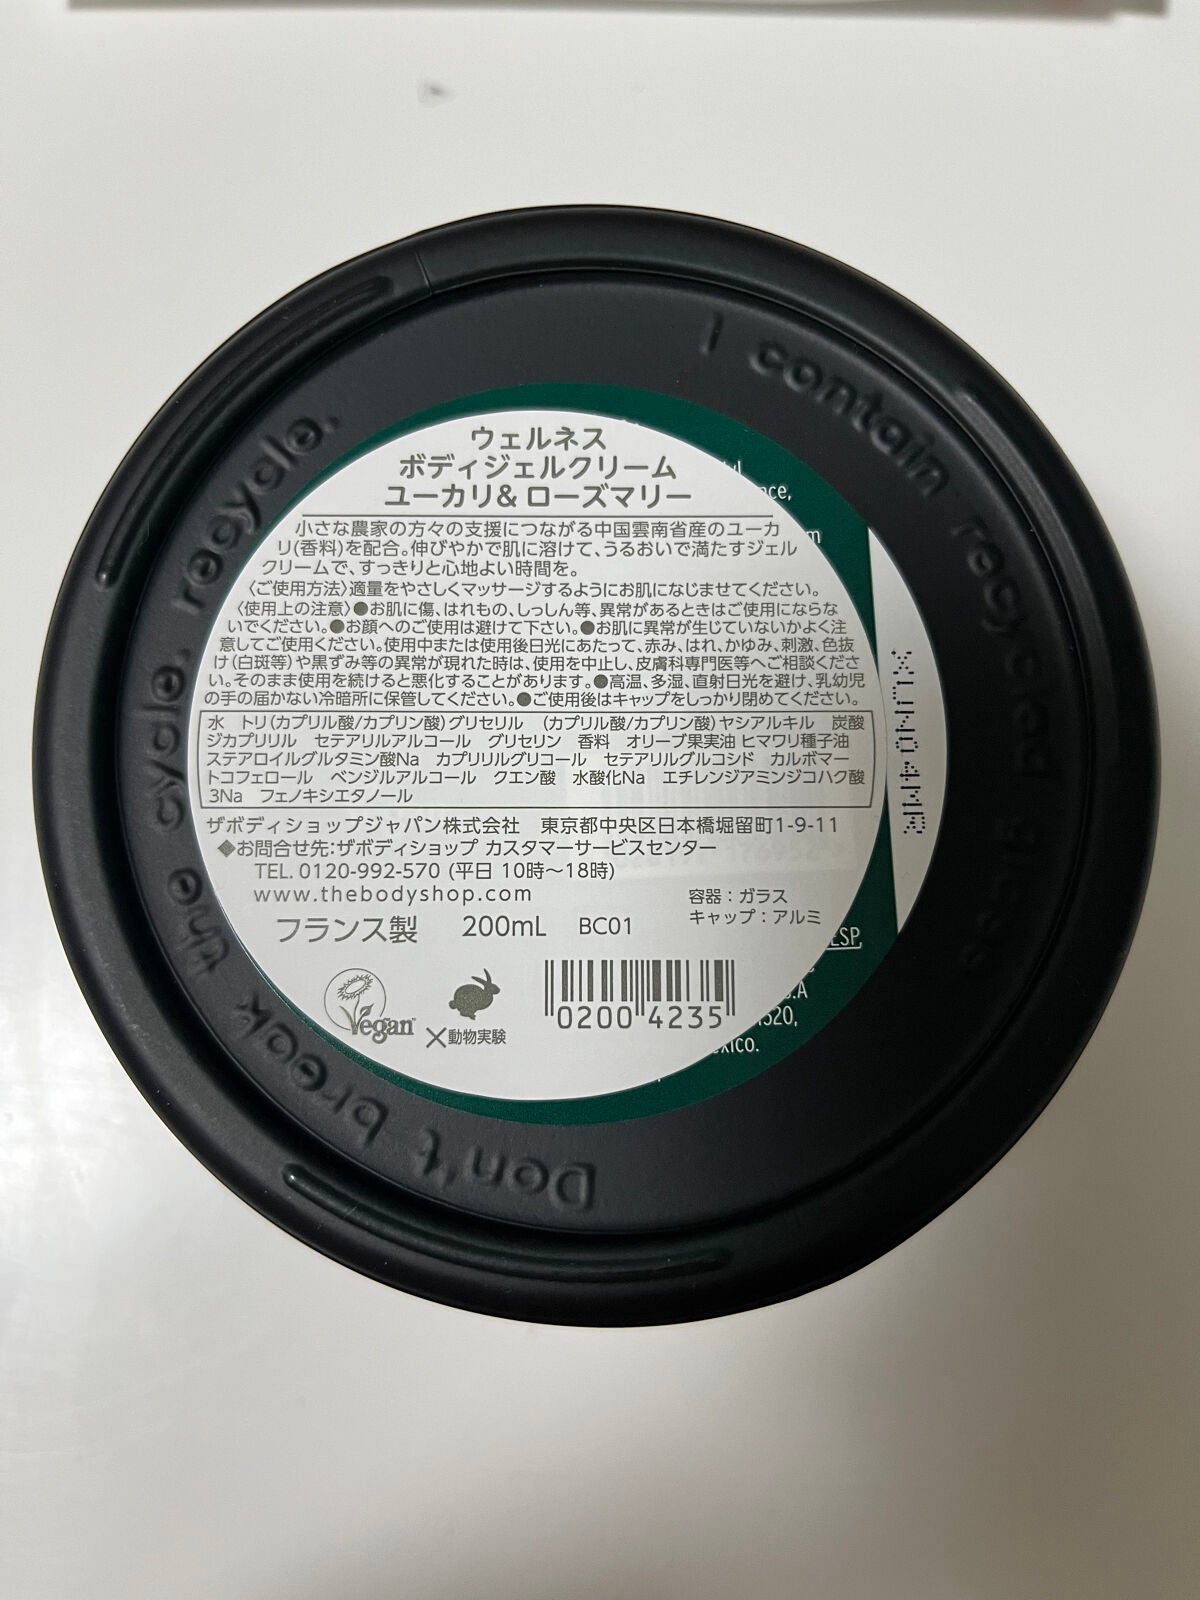 I contain recycled glass
Don't break the cycle. recycle.
ウェルネス
ボディジェルクリーム
ユーカリ& ローズマリー
小さな農家の方々の支援につながる中国雲南省産のユーカ
リ(香料)を配合。伸びやかで肌に溶けて、うるおいで満たすジェル
クリームで、すっきりと心地よい時間を。
〈ご使用方法〉適量をやさしくマッサージするようにお肌になじませてください。
〈使用上の注意〉●お肌に傷、はれもの、しっしん等、異常があるときはご使用にならな
いでください。●お顔へのご使用は避けて下さい。●お肌に異常が生じていないかよく注
意してご使用ください。使用中または使用後日光にあたって、赤み、はれ、かゆみ、刺激、色抜
け(白斑等)や黒ずみ等の異常が現れた時は、使用を中止し、皮膚科専門医等へご相談くださ
い。そのまま使用を続けると悪化することがあります。●高温、多湿、直射日光を避け、乳幼児
の手の届かない冷暗所に保管してください。●ご使用後はキャップをしっかり閉めてください。
水　トリ(カプリル酸/カプリン酸)グリセリル　(カプリル酸/カプリン酸)ヤシアルキル　炭酸
ジカプリリル　セテアリルアルコール　グリセリン　香料　オリーブ果実油 ヒマワリ種子油
ステアロイルグルタミン酸Na　カプリリルグリコール　セテアリルグルコシド　カルボマー
トコフェロール　ベンジルアルコール　クエン酸　水酸化Na　エチレンジアミンジコハク酸
3Na　フェノキシエタノール
ザボディショップジャパン株式会社　東京都中央区日本橋堀留町1-9-11
◆お問合せ先:ザボディショップ カスタマーサービスセンター
TEL. 0120-992-570 (平日 10時～18時)
www.thebodyshop.com
容器：ガラス
キャップ：アルミ
フランス製　200mL　BC01
Vegan
×動物実験
0200 4235
ESP